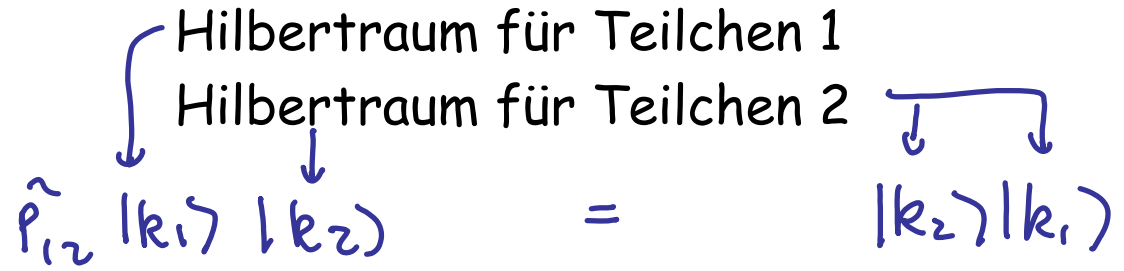 Hilbertraum für Teilchen 1
Hilbertraum für Teilchen 2
P̃₁₂ |k₁⟩ |k₂⟩ = |k₂⟩|k₁⟩